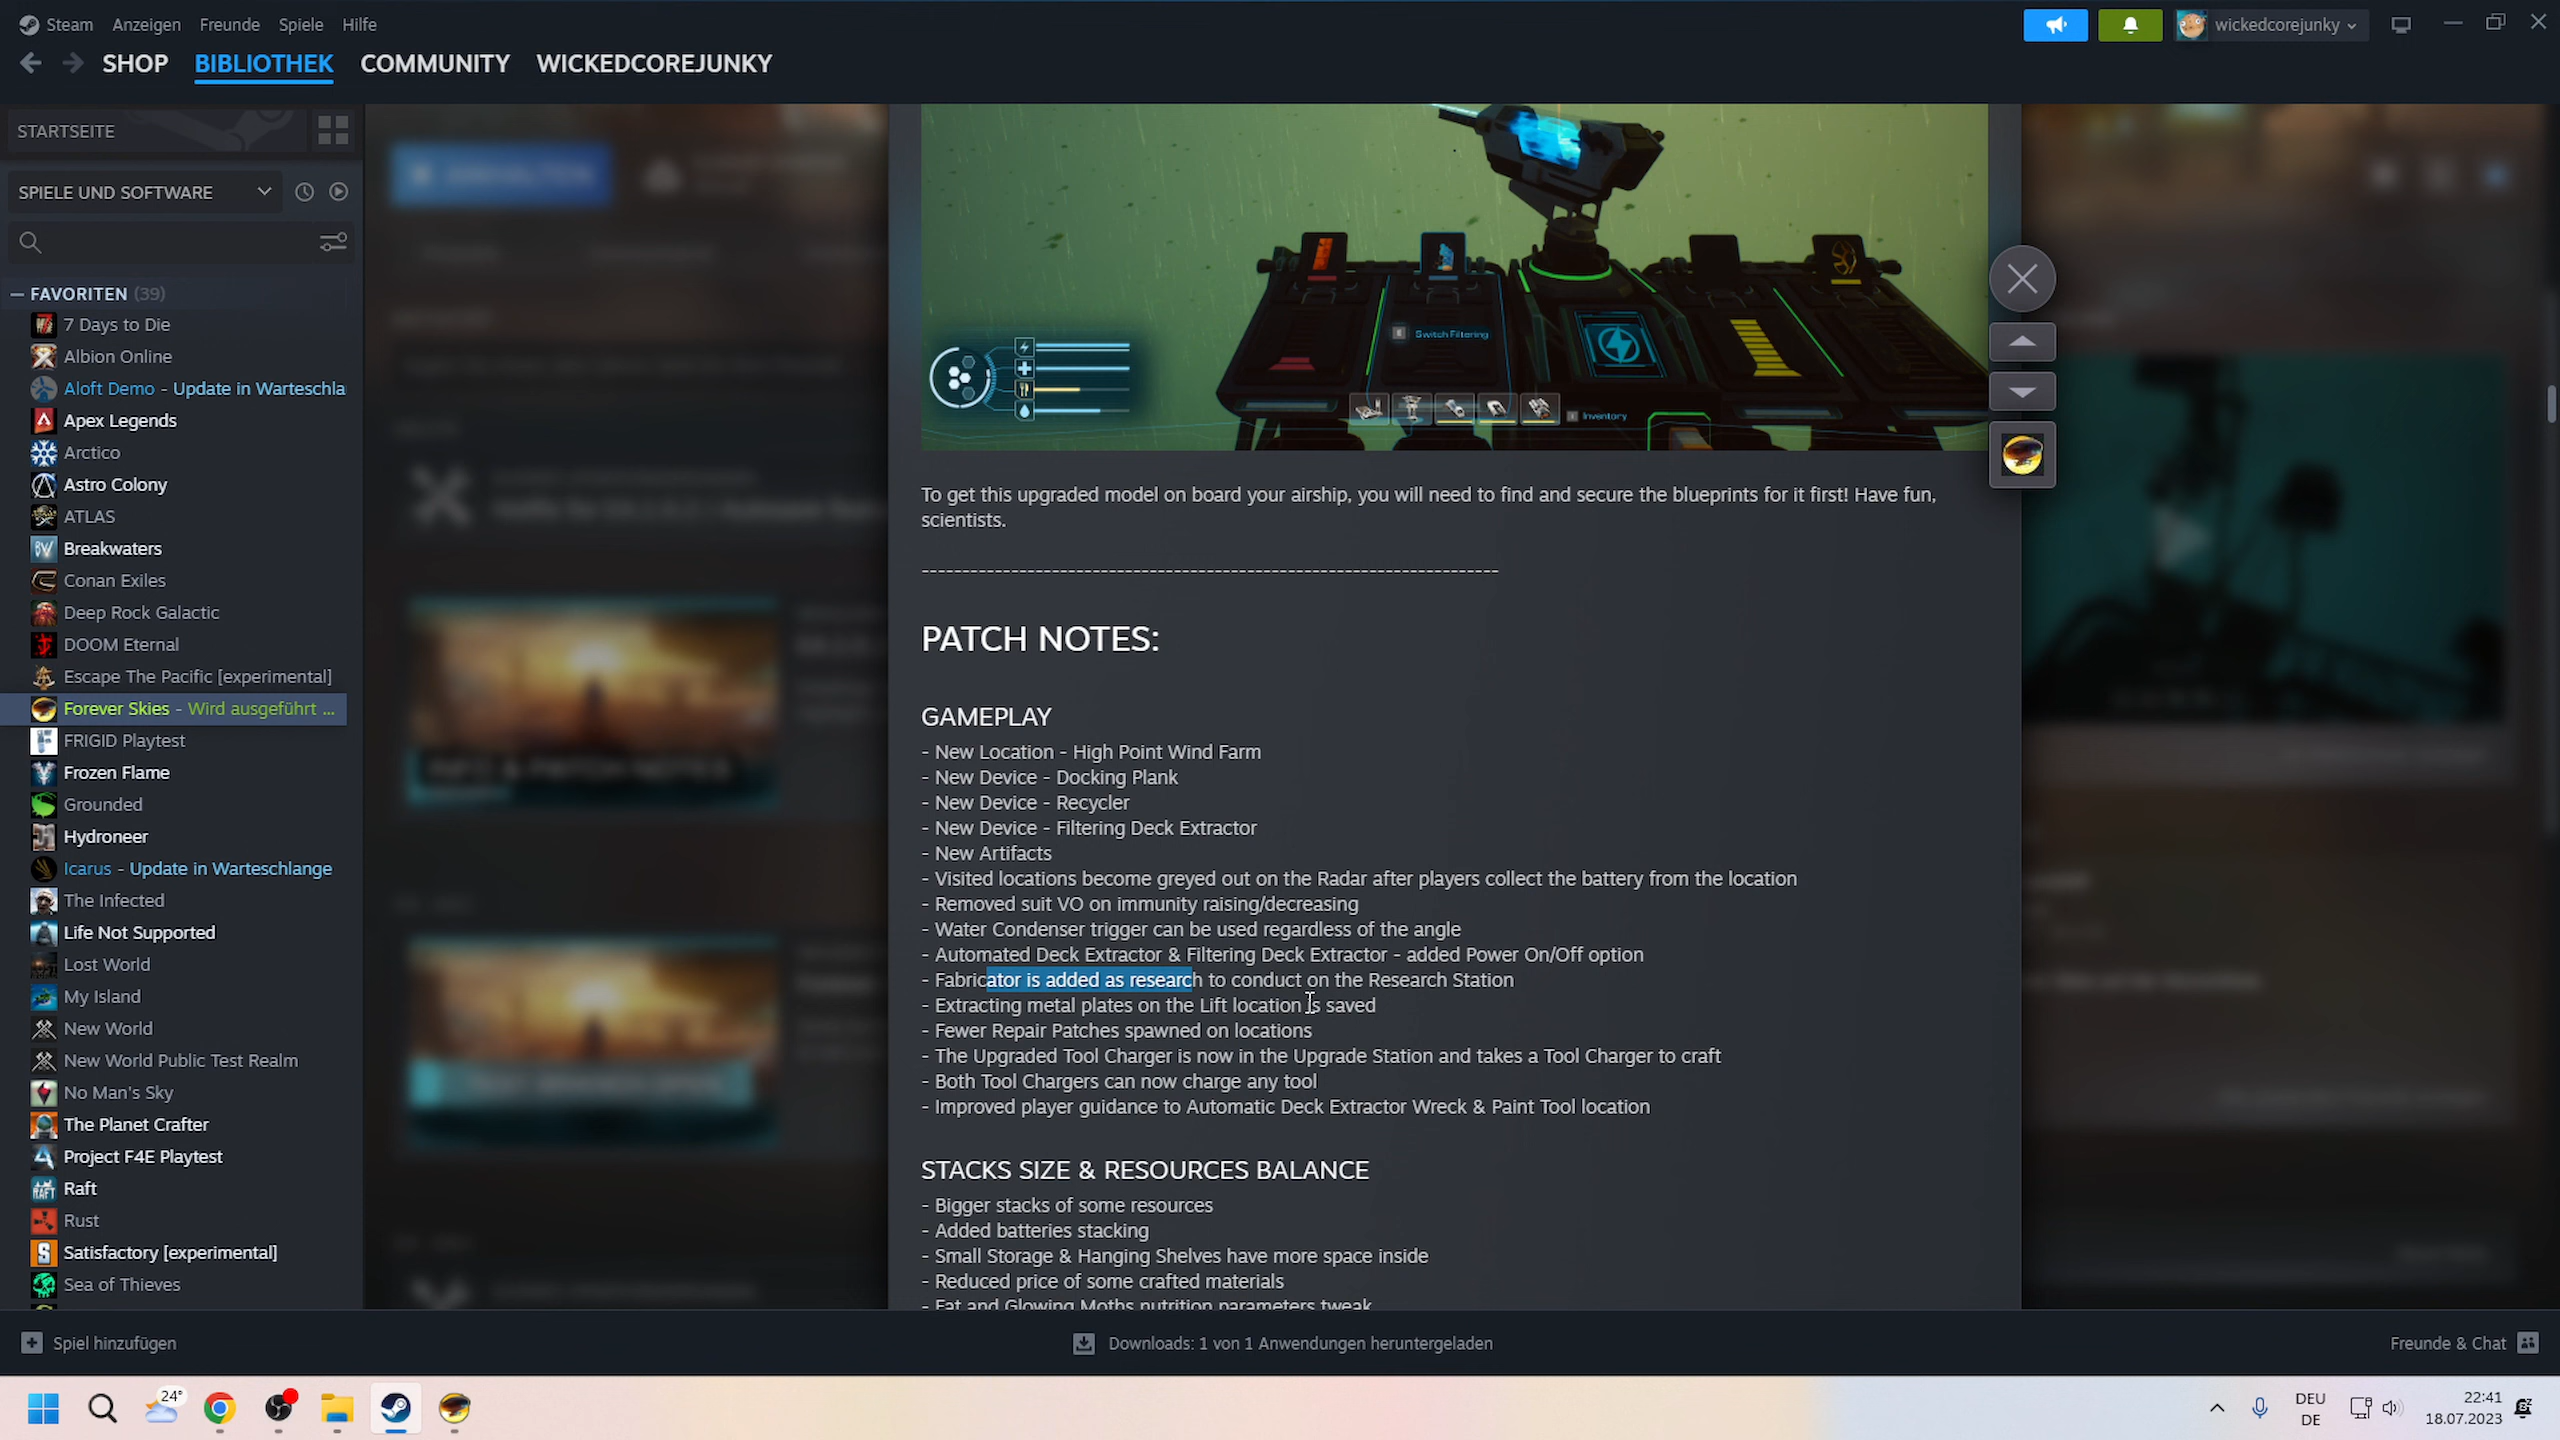 Steam Anzeigen Freunde Spiele Hilfe
wickedcorejunky
SHOP BIBLIOTHEK COMMUNITY WICKEDCOREJUNKY
STARTSEITE
SPIELE UND SOFTWARE
— FAVORITEN (39)
7 Days to Die
Albion Online
Aloft Demo - Update in Warteschla
Apex Legends
Arctico
Astro Colony
ATLAS
Breakwaters
Conan Exiles
Deep Rock Galactic
DOOM Eternal
Escape The Pacific [experimental]
Forever Skies - Wird ausgeführt ...
FRIGID Playtest
Frozen Flame
Grounded
Hydroneer
Icarus - Update in Warteschlange
The Infected
Life Not Supported
Lost World
My Island
New World
New World Public Test Realm
No Man's Sky
The Planet Crafter
Project F4E Playtest
Raft
Rust
Satisfactory [experimental]
Sea of Thieves
Switch Filtering
Inventory
To get this upgraded model on board your airship, you will need to find and secure the blueprints for it first! Have fun,
scientists.
------------------------------------------------------------------------
PATCH NOTES:
GAMEPLAY
- New Location - High Point Wind Farm
- New Device - Docking Plank
- New Device - Recycler
- New Device - Filtering Deck Extractor
- New Artifacts
- Visited locations become greyed out on the Radar after players collect the battery from the location
- Removed suit VO on immunity raising/decreasing
- Water Condenser trigger can be used regardless of the angle
- Automated Deck Extractor & Filtering Deck Extractor - added Power On/Off option
- Fabricator is added as research to conduct on the Research Station
- Extracting metal plates on the Lift location is saved
- Fewer Repair Patches spawned on locations
- The Upgraded Tool Charger is now in the Upgrade Station and takes a Tool Charger to craft
- Both Tool Chargers can now charge any tool
- Improved player guidance to Automatic Deck Extractor Wreck & Paint Tool location
STACKS SIZE & RESOURCES BALANCE
- Bigger stacks of some resources
- Added batteries stacking
- Small Storage & Hanging Shelves have more space inside
- Reduced price of some crafted materials
- Fat and Glowing Moths nutrition parameters tweak
Spiel hinzufügen
Downloads: 1 von 1 Anwendungen heruntergeladen
Freunde & Chat
24°
DEU
DE
22:41
18.07.2023